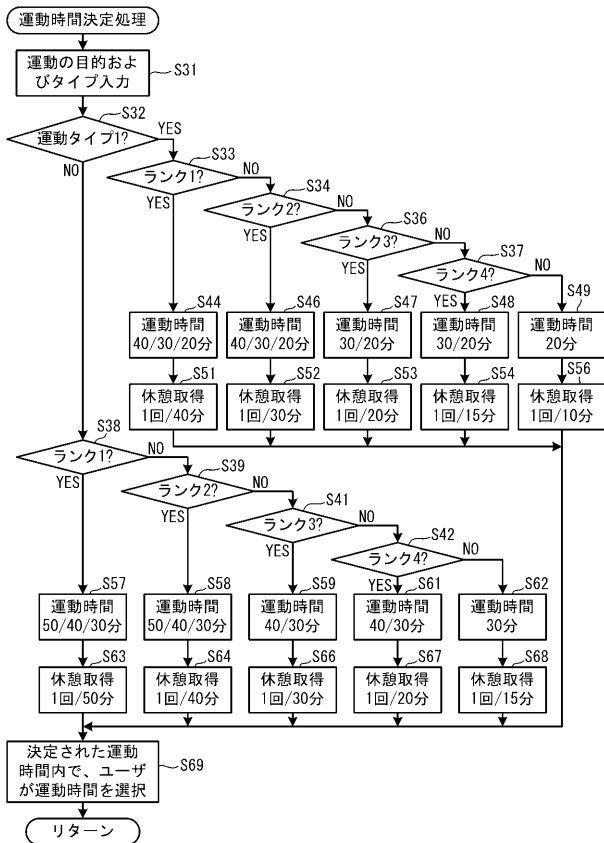 運動時間決定処理
運動の目的およ
びタイプ入力
S31
運動タイプ1?
S32
YES
NO
ランク1?
S33
NO
YES
ランク2?
S34
NO
YES
ランク3?
S36
NO
YES
ランク4?
S37
NO
YES
S44
運動時間
40/30/20分
S46
運動時間
40/30/20分
S47
運動時間
30/20分
S48
運動時間
30/20分
S49
運動時間
20分
S51
休憩取得
1回/40分
S52
休憩取得
1回/30分
S53
休憩取得
1回/20分
S54
休憩取得
1回/15分
S56
休憩取得
1回/10分
S38
ランク1?
NO
YES
S39
ランク2?
NO
YES
S41
ランク3?
NO
YES
S42
ランク4?
NO
YES
S57
運動時間
50/40/30分
S58
運動時間
50/40/30分
S59
運動時間
40/30分
S61
運動時間
40/30分
S62
運動時間
30分
S63
休憩取得
1回/50分
S64
休憩取得
1回/40分
S66
休憩取得
1回/30分
S67
休憩取得
1回/20分
S68
休憩取得
1回/15分
決定された運動
時間内で、ユーザ
が運動時間を選択
S69
リターン